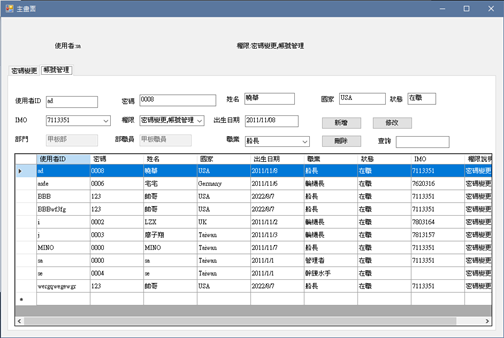 主畫面
使用者:sa 權限:密碼變更,帳號管理
密碼變更 帳號管理
使用者ID ad 密碼 0008 姓名 曉華 國家 USA 狀態 在職
IMO 7113351 權限 密碼變更,帳號管理 出生日期 2011/11/08 新增 修改
部門 甲板部 部職員 甲板職員 職業 船長 刪除 查詢
使用者ID 密碼 姓名 國家 出生日期 職業 狀態 IMO 權限說明
ad 0008 曉華 USA 2011/11/8 船長 在職 7113351 密碼變更
aide 0006 宅宅 Germany 2011/11/6 輪機長 在職 7620316 密碼變更
BBB 123 帥哥 USA 2022/8/7 船長 在職 7113351 密碼變更
BBBwf3fg 123 帥哥 USA 2022/8/7 船長 在職 7113351 密碼變更
i 0002 LZX UK 2011/11/2 輪機長 在職 7803164 密碼變更
j 0003 廖子翔 Taiwan 2011/11/3 輪機長 在職 7813157 密碼變更
MINO 0000 MINO Taiwan 2011/11/7 船長 在職 7113351 密碼變更
sa 0000 sa Taiwan 2011/1/1 管理者 在職 7113351 密碼變更
se 0004 se Taiwan 2011/1/1 幹練水手 在職 7113351 密碼變更
wezgqwegewgz 123 帥哥 USA 2022/8/7 船長 在職 7113351 密碼變更